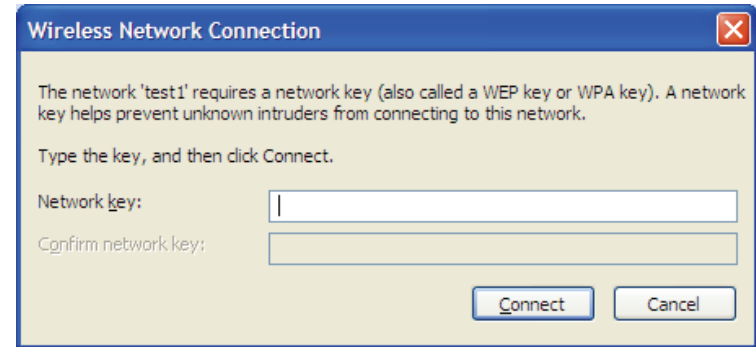 Wireless Network Connection
The network 'test1' requires a network key (also called a WEP key or WPA key). A network
key helps prevent unknown intruders from connecting to this network.
Type the key, and then click Connect.
Network key:
Confirm network key:
Connect Cancel